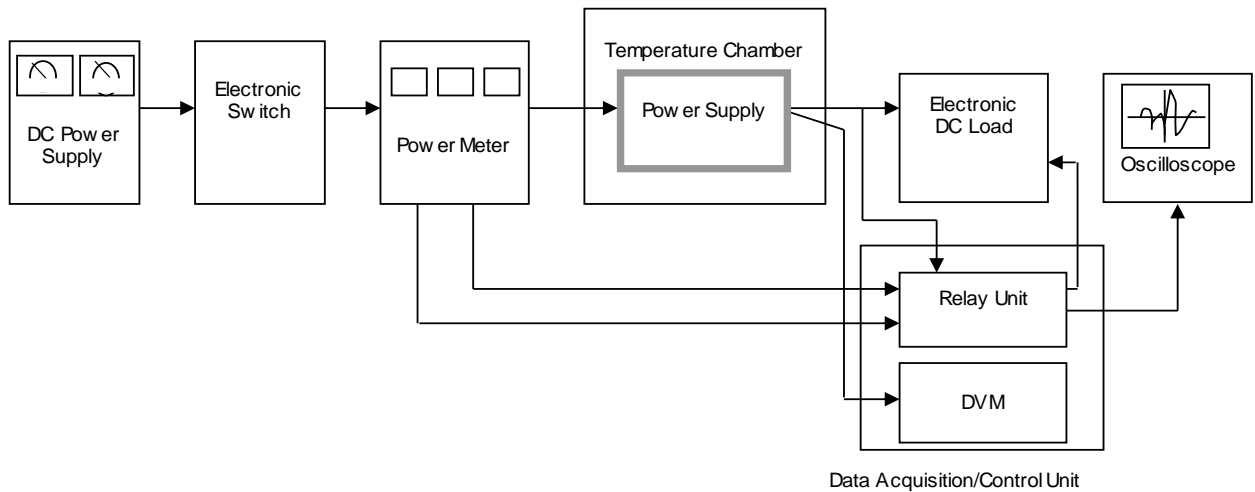 DC Power
Supply
Electronic
Switch
Power Meter
Temperature Chamber
Power Supply
Electronic
DC Load
Oscilloscope
Relay Unit
DVM
Data Acquisition/Control Unit